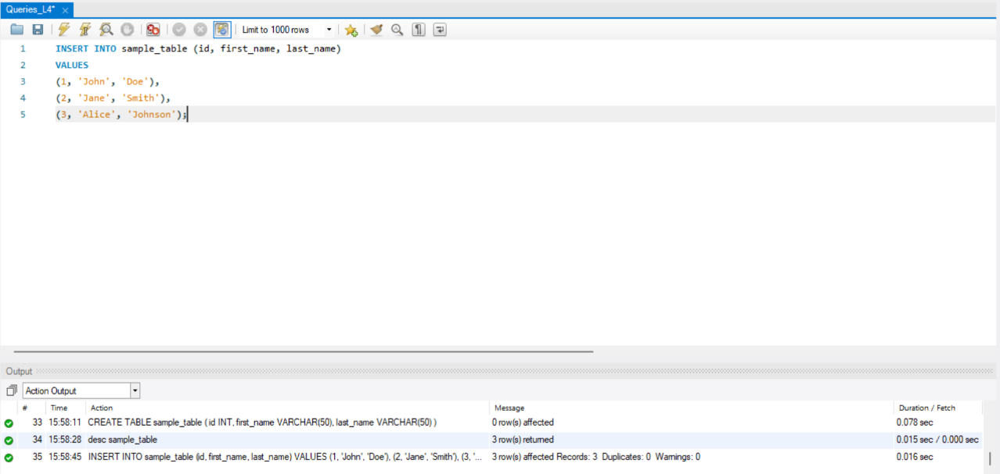 Queries_L4*
Limit to 1000 rows
1 INSERT INTO sample_table (id, first_name, last_name)
2 VALUES
3 (1, 'John', 'Doe'),
4 (2, 'Jane', 'Smith'),
5 (3, 'Alice', 'Johnson');
Output
Action Output
# Time Action Message Duration / Fetch
33 15:58:11 CREATE TABLE sample_table ( id INT, first_name VARCHAR(50), last_name VARCHAR(50) ) 0 row(s) affected 0.078 sec
34 15:58:28 desc sample_table 3 row(s) returned 0.015 sec / 0.000 sec
35 15:58:45 INSERT INTO sample_table (id, first_name, last_name) VALUES (1, 'John', 'Doe'), (2, 'Jane', 'Smith'), (3, '... 3 row(s) affected Records: 3 Duplicates: 0 Warnings: 0 0.016 sec